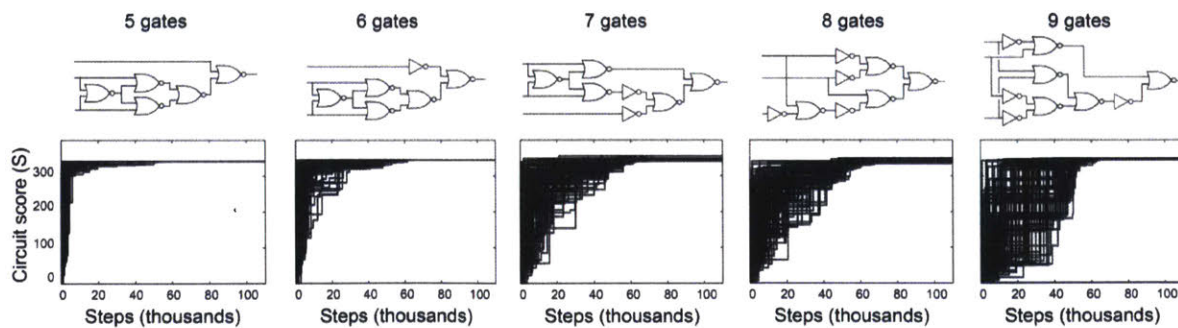 5 gates 6 gates 7 gates 8 gates 9 gates
Circuit score (S)
300
200
100
0
0 20 40 60 80 100
0 20 40 60 80 100
0 20 40 60 80 100
0 20 40 60 80 100
0 20 40 60 80 100
Steps (thousands) Steps (thousands) Steps (thousands) Steps (thousands) Steps (thousands)